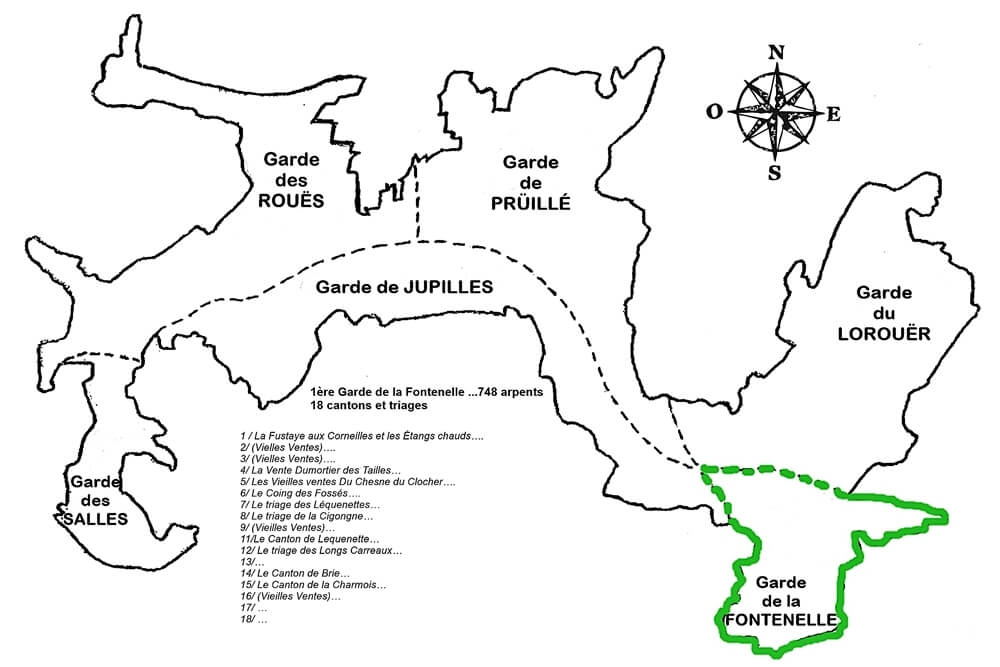 N
O
E
S
Garde
des
ROUËS
Garde
de
PRÜILLÉ
Garde de JUPILLES
Garde
du
LOROUËR
Garde
des
SALLES
Garde
de la
FONTENELLE
1ère Garde de la Fontenelle ...748 arpents
18 cantons et triages
1 / La Fustaye aux Corneilles et les Étangs chauds....
2/ (Vielles Ventes)....
3/ (Vielles Ventes)....
4/ La Vente Dumortier des Tailles...
5/ Les Vieilles ventes Du Chesne du Clocher....
6/ Le Coing des Fossés....
7/ Le triage des Léquenettes...
8/ Le triage de la Cigongne...
9/ (Vieilles Ventes)...
11/Le Canton de Lequenette...
12/ Le triage des Longs Carreaux...
13/...
14/ Le Canton de Brie...
15/ Le Canton de la Charmois...
16/ (Vieilles Ventes)...
17/ ...
18/ ...